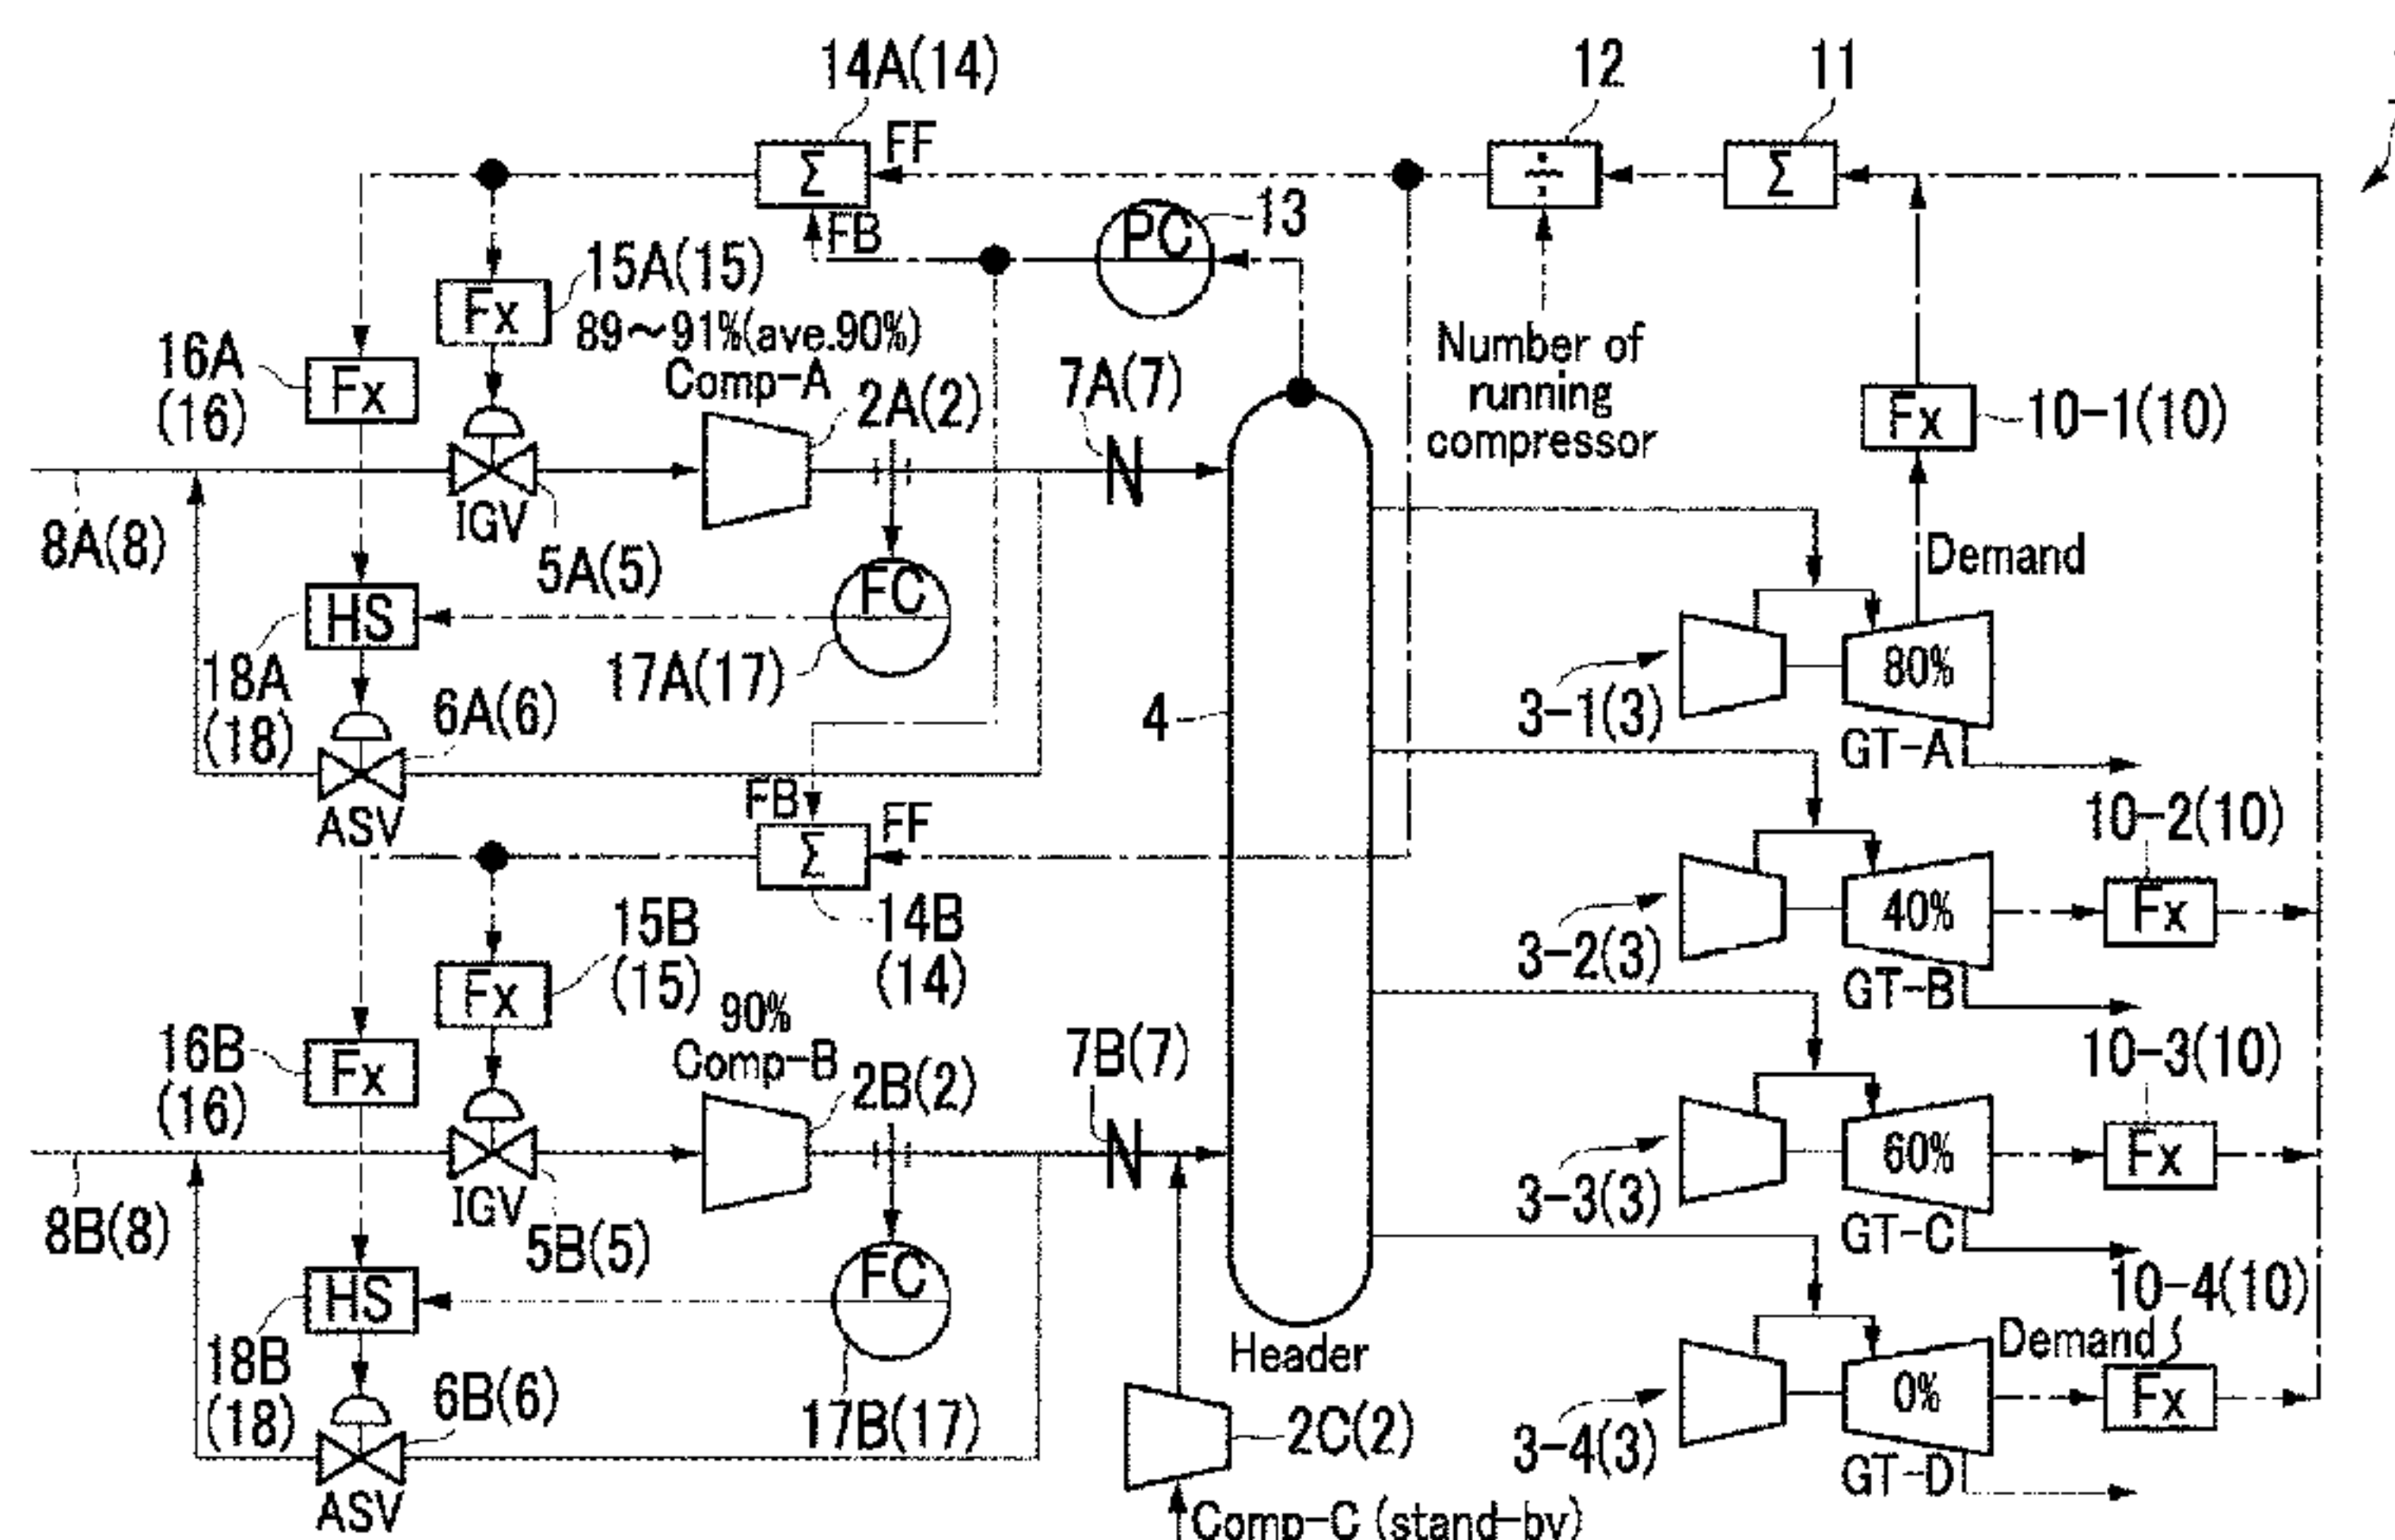 14A(14)
12
11
Σ
FF
÷
Σ
FB
PC
13
Fx
15A(15)
89~91%(ave.90%)
Comp-A
16A
(16)
Fx
2A(2)
7A(7)
Number of
running
compressor
Fx
10-1(10)
N
8A(8)
IGV
5A(5)
FC
Demand
HS
18A
(18)
17A(17)
6A(6)
ASV
4
3-1(3)
80%
GT-A
FB
FF
Σ
10-2(10)
14B
(14)
15B
(15)
Fx
3-2(3)
40%
Fx
GT-B
90%
Comp-B
16B
(16)
Fx
2B(2)
7B(7)
10-3(10)
N
8B(8)
IGV
5B(5)
3-3(3)
60%
Fx
GT-C
HS
FC
18B
(18)
17B(17)
6B(6)
ASV
Header
10-4(10)
Demand
2C(2)
3-4(3)
0%
Fx
GT-D
Comp-C (stand-by)